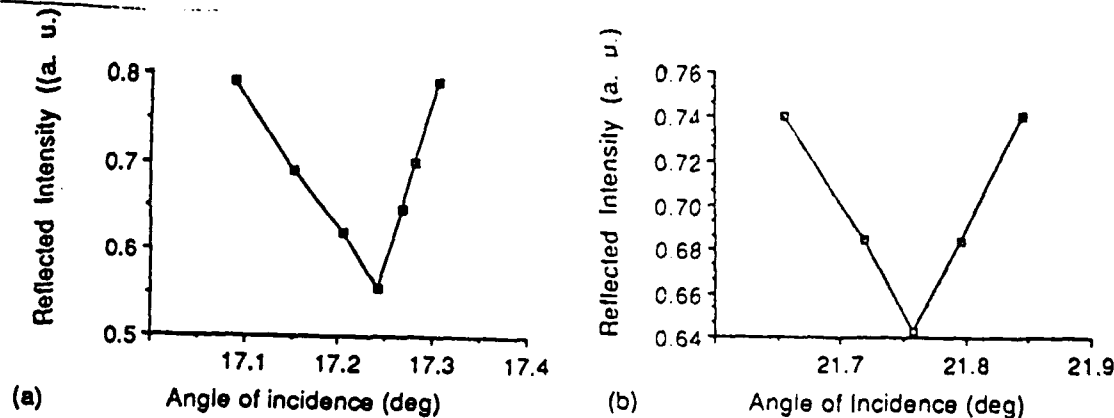 Reflected Intensity ((a. u.)
0.8
0.7
0.6
0.5
17.1 17.2 17.3 17.4
(a) Angle of incidence (deg)
Reflected Intensity (a. u.)
0.76
0.74
0.72
0.70
0.68
0.66
0.64
21.7 21.8 21.9
(b) Angle of Incidence (deg)